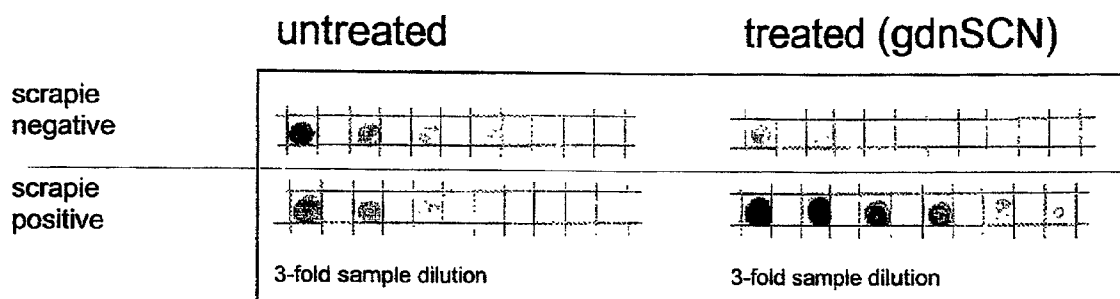 untreated treated (gdnSCN)
scrapie
negative
scrapie
positive
3-fold sample dilution 3-fold sample dilution